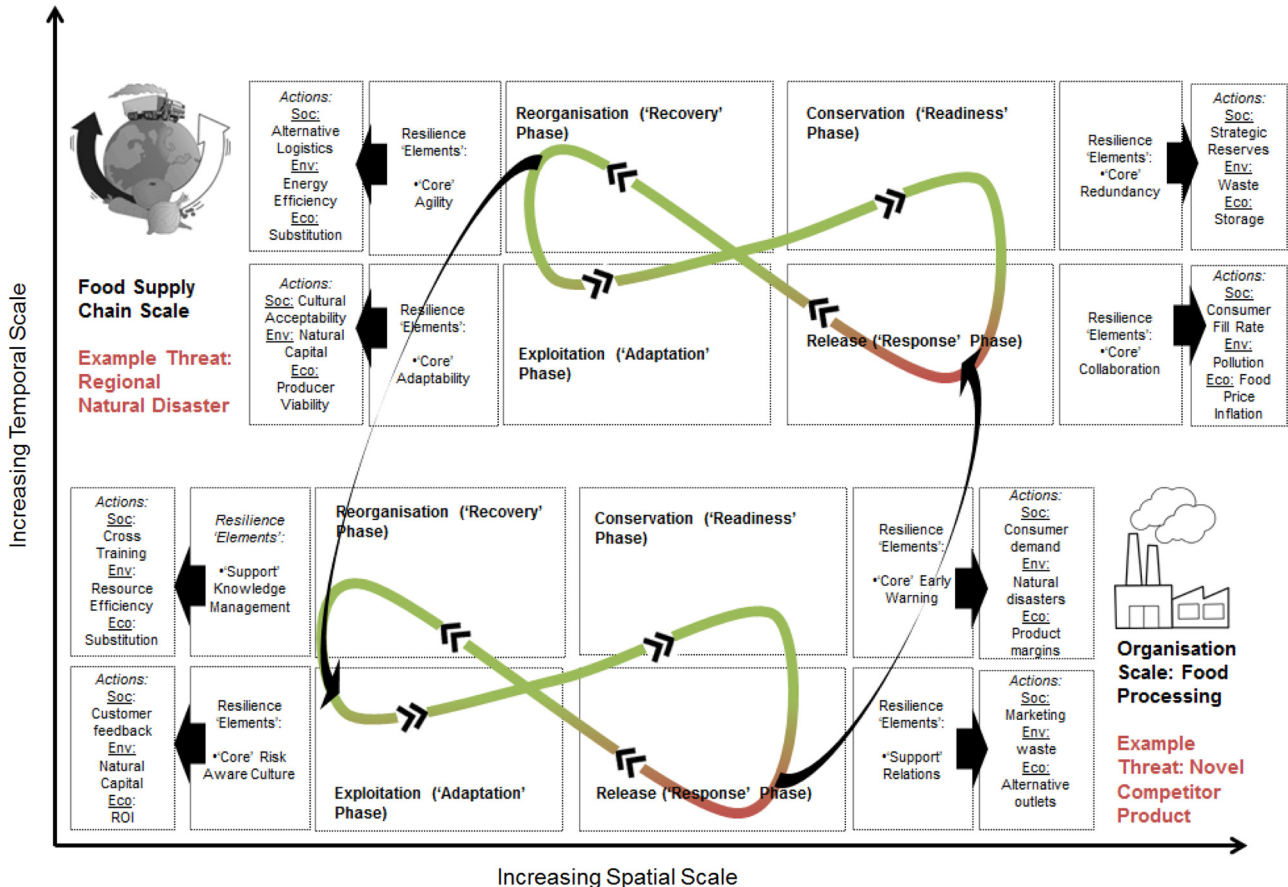 Increasing Temporal Scale
Food Supply
Chain Scale
Example Threat:
Regional
Natural Disaster
Actions:
Soc:
Alternative
Logistics
Env:
Energy
Efficiency
Eco:
Substitution
Resilience
'Elements':
•'Core'
Agility
Reorganisation ('Recovery'
Phase)
Conservation ('Readiness'
Phase)
Resilience
'Elements':
•'Core'
Redundancy
Actions:
Soc:
Strategic
Reserves
Env:
Waste
Eco:
Storage
Actions:
Soc: Cultural
Acceptability
Env: Natural
Capital
Eco:
Producer
Viability
Resilience
'Elements':
•'Core'
Adaptability
Exploitation ('Adaptation'
Phase)
Release ('Response' Phase)
Resilience
'Elements':
•'Core'
Collaboration
Actions:
Soc:
Consumer
Fill Rate
Env:
Pollution
Eco: Food
Price
Inflation
Actions:
Soc:
Cross
Training
Env:
Resource
Efficiency
Eco:
Substitution
Resilience
'Elements':
•'Support'
Knowledge
Management
Reorganisation ('Recovery'
Phase)
Conservation ('Readiness'
Phase)
Resilience
'Elements':
•'Core' Early
Warning
Actions:
Soc:
Consumer
demand
Env:
Natural
disasters
Eco:
Product
margins
Actions:
Soc:
Customer
feedback
Env:
Natural
Capital
Eco:
ROI
Resilience
'Elements':
•'Core' Risk
Aware Culture
Exploitation ('Adaptation'
Phase)
Release ('Response' Phase)
Resilience
'Elements':
•'Support'
Relations
Actions:
Soc:
Marketing
Env:
waste
Eco:
Alternative
outlets
Organisation
Scale: Food
Processing
Example
Threat: Novel
Competitor
Product
Increasing Spatial Scale